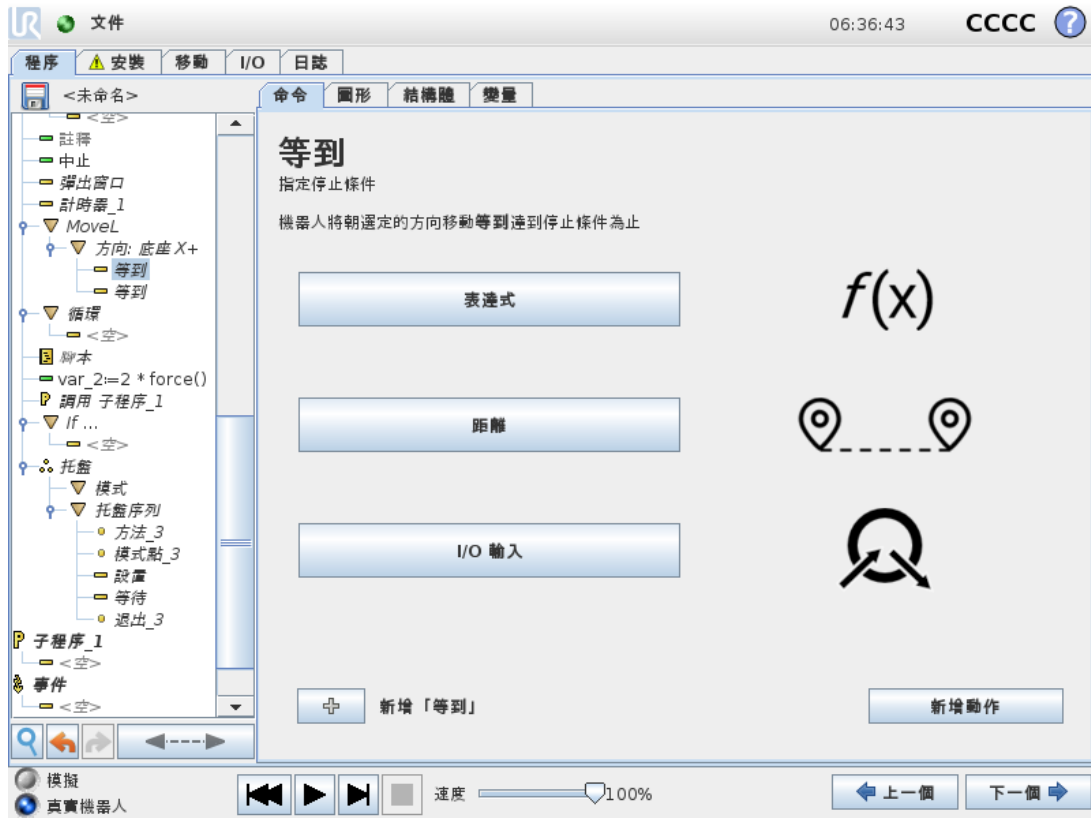 UR 文件 06:36:43 CCCC ?
程序 安裝 移動 I/O 日誌
<未命名> 命令 圖形 結構體 變量
<空>
註釋
中止
彈出窗口
計時器_1
MoveL
方向: 底座 X+
等到
等到
循環
<空>
腳本
var_2:=2 * force()
調用 子程序_1
If ...
<空>
托盤
模式
托盤序列
方法_3
模式點_3
設置
等待
退出_3
子程序_1
<空>
事件
<空>
等到
指定停止條件
機器人將朝選定的方向移動等到達到停止條件為止
表達式 f(x)
距離
I/O 輸入
新增「等到」 新增動作
模擬
真實機器人
速度 100% 上一個 下一個